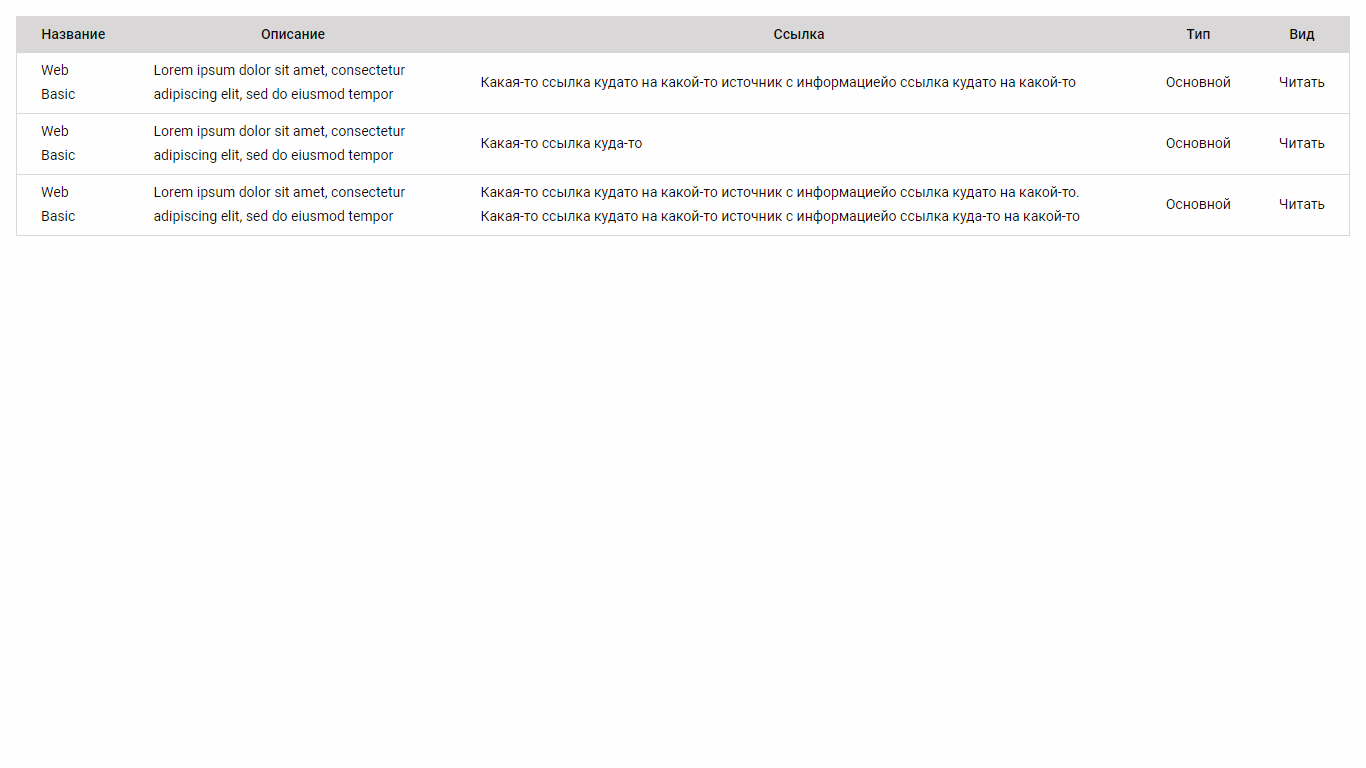 Название Описание Ссылка Тип Вид
Web Lorem ipsum dolor sit amet, consectetur
Basic adipiscing elit, sed do eiusmod tempor
Какая-то ссылка кудато на какой-то источник с информациейо ссылка кудато на какой-то Основной Читать
Web Lorem ipsum dolor sit amet, consectetur
Basic adipiscing elit, sed do eiusmod tempor
Какая-то ссылка куда-то Основной Читать
Web Lorem ipsum dolor sit amet, consectetur
Basic adipiscing elit, sed do eiusmod tempor
Какая-то ссылка кудато на какой-то источник с информациейо ссылка кудато на какой-то.
Какая-то ссылка кудато на какой-то источник с информациейо ссылка куда-то на какой-то
Основной Читать